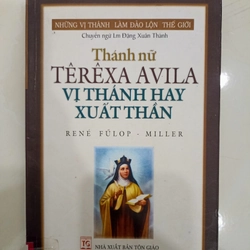 NHỮNG VỊ THÁNH LÀM ĐẢO LỘN THẾ GIỚI
Chuyển ngữ Lm Đặng Xuân Thành
Thánh nữ
TÊRÊXA AVILA
VỊ THÁNH HAY
XUẤT THẦN
RENÉ FÜLOP - MILLER
NHÀ XUẤT BẢN TÔN GIÁO